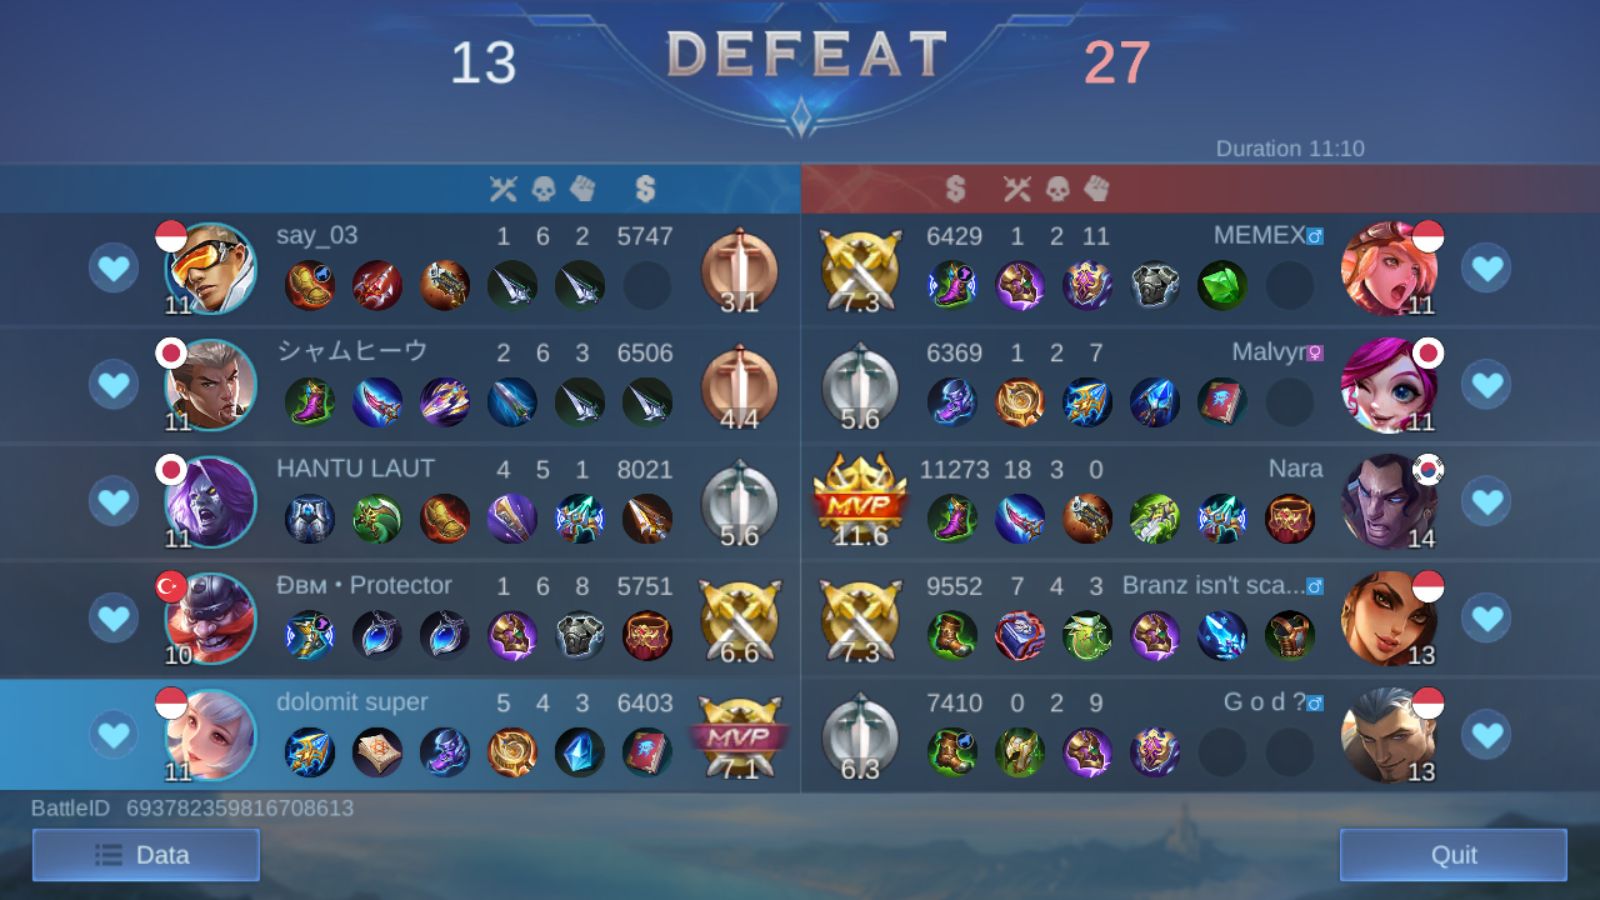 13 DEFEAT 27
Duration 11:10
say_03 1 6 2 5747
11 3.1
7.3 6429 1 2 11 MEMEX♂
11
シャムヒーウ 2 6 3 6506
11 4.4
5.6 6369 1 2 7 Malvyr♀
11
HANTU LAUT 4 5 1 8021
11 5.6
MVP 11.6 11273 18 3 0 Nara
14
Đвм • Protector 1 6 8 5751
10 6.6
7.3 9552 7 4 3 Branz isn't sca...♂
13
dolomit super 5 4 3 6403
11 MVP 7.1
6.3 7410 0 2 9 G o d ?♂
13
BattleID 693782359816708613
Data
Quit